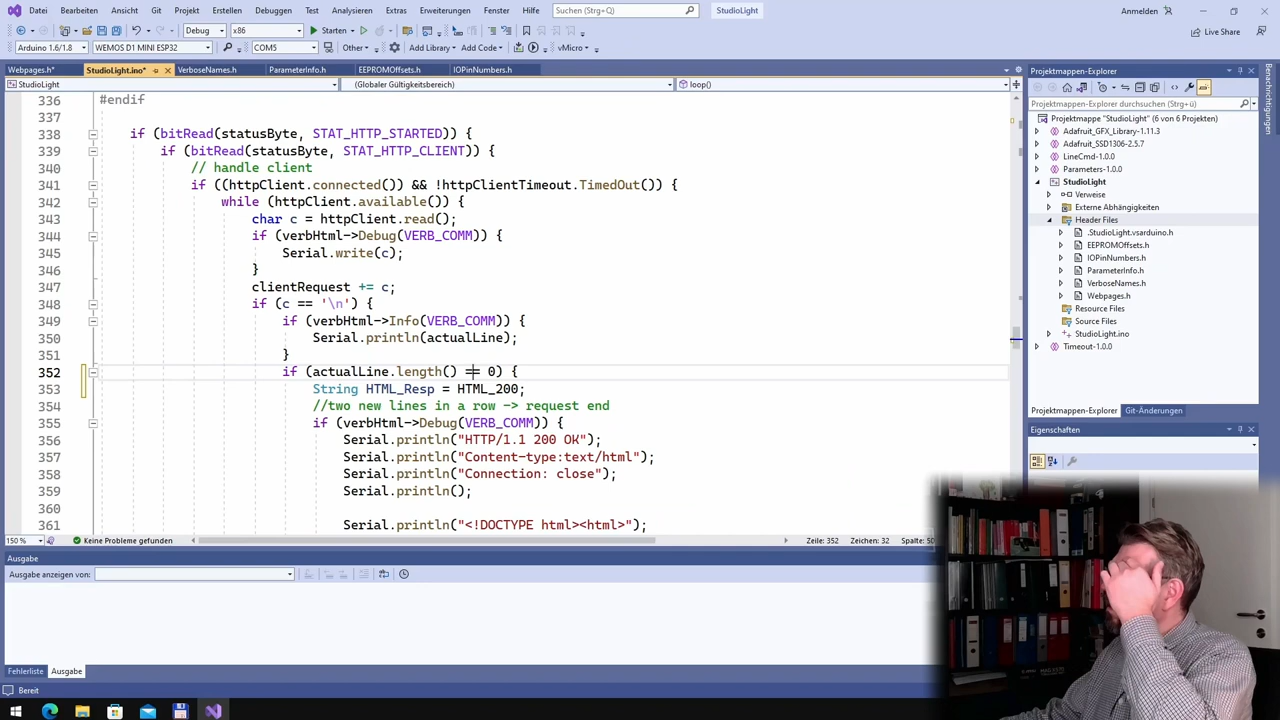 Datei Bearbeiten Ansicht Git Projekt Erstellen Debuggen Test Analysieren Extras Erweiterungen Fenster Hilfe Suchen (Strg+Q) StudioLight Anmelden
Debug x86 Starten Live Share
Arduino 1.6/1.8 WEMOS D1 MINI ESP32 COM5 Other Add Library Add Code vMicro
Webpages.h* StudioLight.ino* VerboseNames.h ParameterInfo.h EEPROMOffsets.h IOPinNumbers.h
StudioLight (Globaler Gültigkeitsbereich) loop()
336 #endif
337
338 if (bitRead(statusByte, STAT_HTTP_STARTED)) {
339 if (bitRead(statusByte, STAT_HTTP_CLIENT)) {
340 // handle client
341 if ((httpClient.connected()) && !httpClientTimeout.TimedOut()) {
342 while (httpClient.available()) {
343 char c = httpClient.read();
344 if (verbHtml->Debug(VERB_COMM)) {
345 Serial.write(c);
346 }
347 clientRequest += c;
348 if (c == '\n') {
349 if (verbHtml->Info(VERB_COMM)) {
350 Serial.println(actualLine);
351 }
352 if (actualLine.length() == 0) {
353 String HTML_Resp = HTML_200;
354 //two new lines in a row -> request end
355 if (verbHtml->Debug(VERB_COMM)) {
356 Serial.println("HTTP/1.1 200 OK");
357 Serial.println("Content-type:text/html");
358 Serial.println("Connection: close");
359 Serial.println();
360
361 Serial.println("<!DOCTYPE html><html>");
150 % Keine Probleme gefunden Zeile: 352 Zeichen: 32 Spalte: 50
Ausgabe
Ausgabe anzeigen von:
Fehlerliste Ausgabe
Bereit
Projektmappen-Explorer
Projektmappen-Explorer durchsuchen (Strg+ü)
Projektmappe "StudioLight" (6 von 6 Projekten)
Adafruit_GFX_Library-1.11.3
Adafruit_SSD1306-2.5.7
LineCmd-1.0.0
Parameters-1.0.0
StudioLight
Verweise
Externe Abhängigkeiten
Header Files
.StudioLight.vsarduino.h
EEPROMOffsets.h
IOPinNumbers.h
ParameterInfo.h
VerboseNames.h
Webpages.h
Resource Files
Source Files
StudioLight.ino
Timeout-1.0.0
Projektmappen-Explorer Git-Änderungen
Eigenschaften
Benachrichtigungen